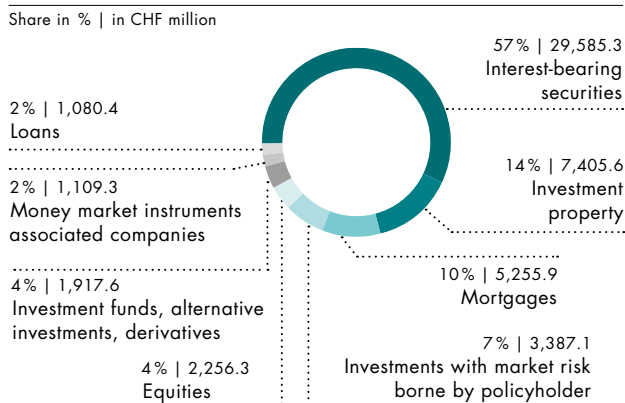 Share in % | in CHF million
57% | 29,585.3
Interest-bearing
securities
14% | 7,405.6
Investment
property
10% | 5,255.9
Mortgages
7% | 3,387.1
Investments with market risk
borne by policyholder
4% | 2,256.3
Equities
4% | 1,917.6
Investment funds, alternative
investments, derivatives
2% | 1,109.3
Money market instruments
associated companies
2% | 1,080.4
Loans